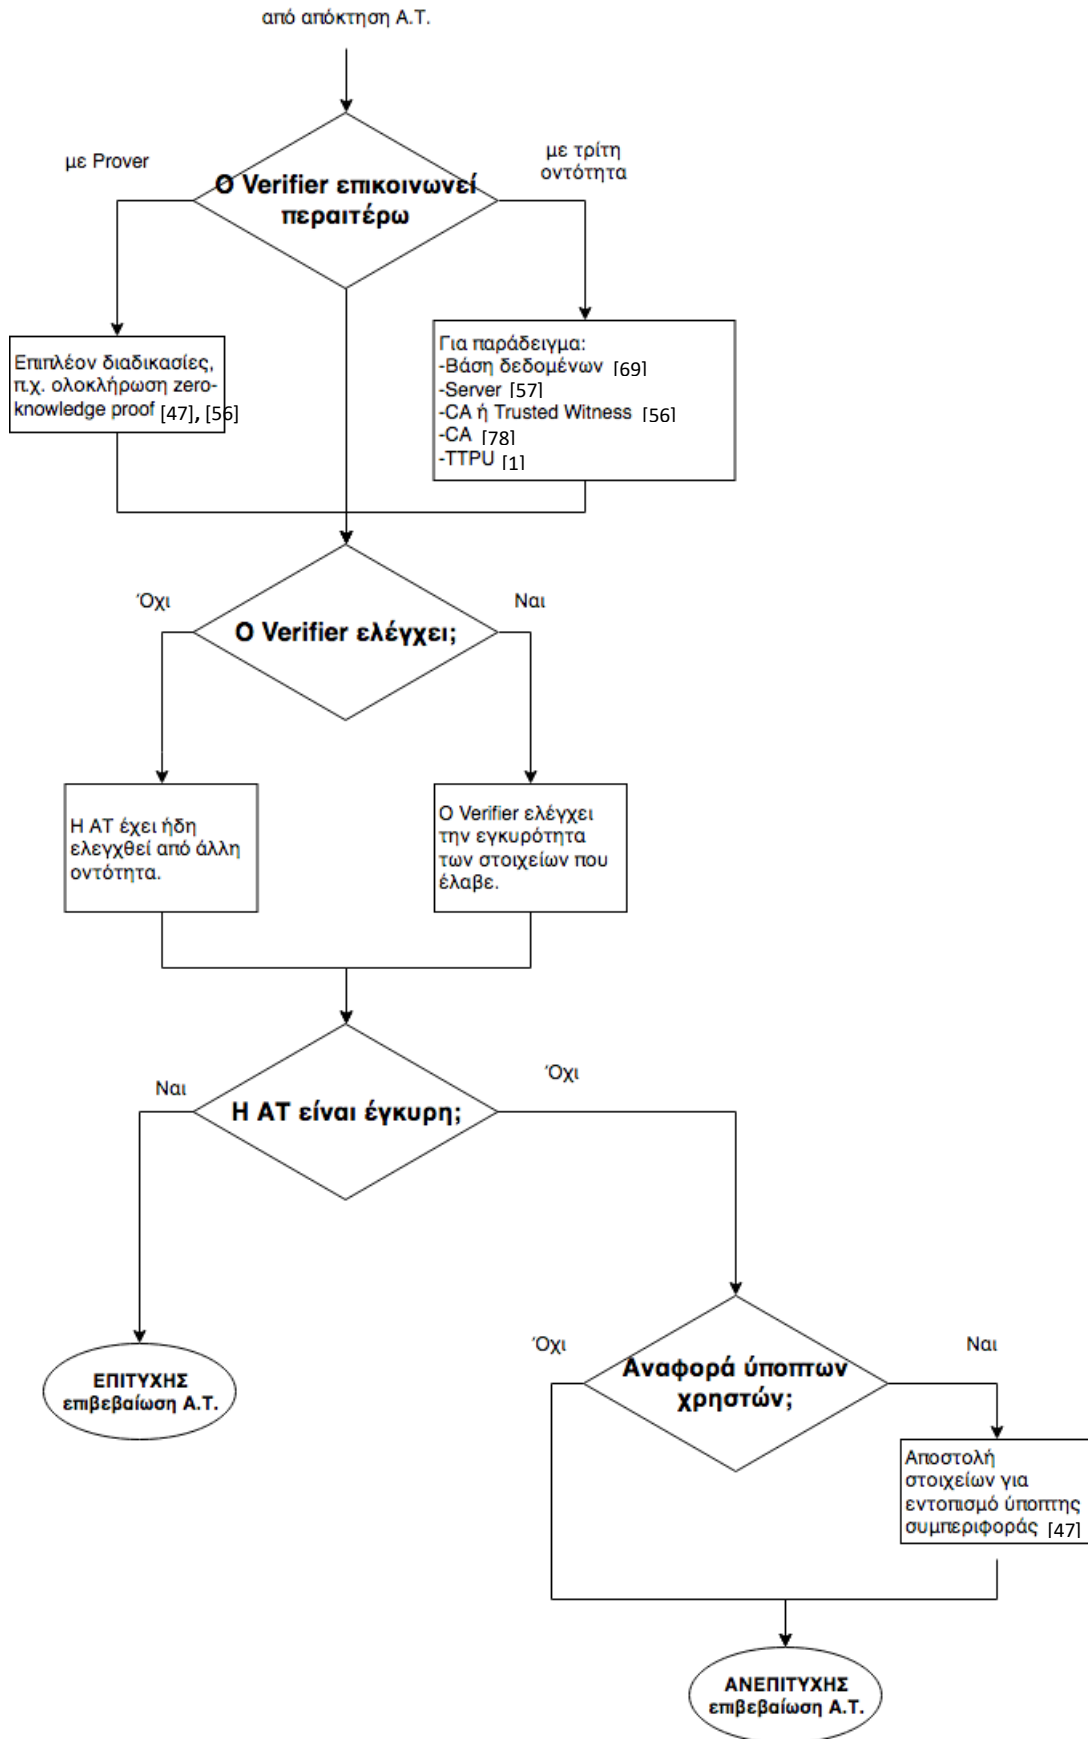 από απόκτηση Α.Τ.
με Prover
με τρίτη
οντότητα
Ο Verifier επικοινωνεί
περαιτέρω
Επιπλέον διαδικασίες,
π.χ. ολοκλήρωση zero-
knowledge proof [47], [56]
Για παράδειγμα:
-Βάση δεδομένων [69]
-Server [57]
-CA ή Trusted Witness [56]
-CA [78]
-TTPU [1]
Όχι
Ναι
Ο Verifier ελέγχει;
Η ΑΤ έχει ήδη
ελεγχθεί από άλλη
οντότητα.
Ο Verifier ελέγχει
την εγκυρότητα
των στοιχείων που
έλαβε.
Ναι
Όχι
Η ΑΤ είναι έγκυρη;
Όχι
Ναι
Αναφορά ύποπτων
χρηστών;
ΕΠΙΤΥΧΗΣ
επιβεβαίωση Α.Τ.
Αποστολή
στοιχείων για
εντοπισμό ύποπτης
συμπεριφοράς [47]
ΑΝΕΠΙΤΥΧΗΣ
επιβεβαίωση Α.Τ.